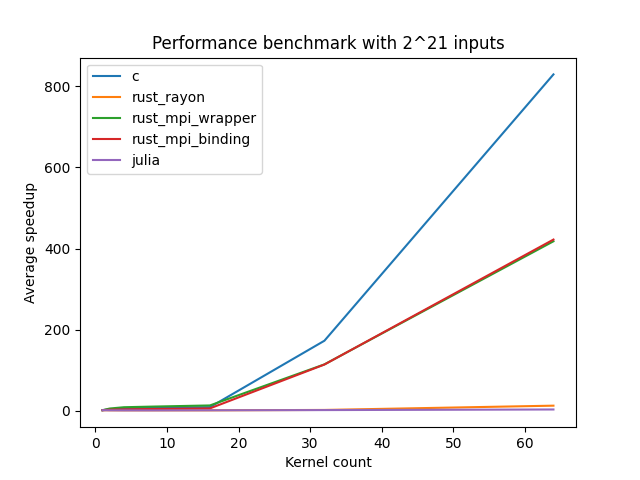 Performance benchmark with 2^21 inputs
c
rust_rayon
rust_mpi_wrapper
rust_mpi_binding
julia
Average speedup
800
600
400
200
0
0 10 20 30 40 50 60
Kernel count